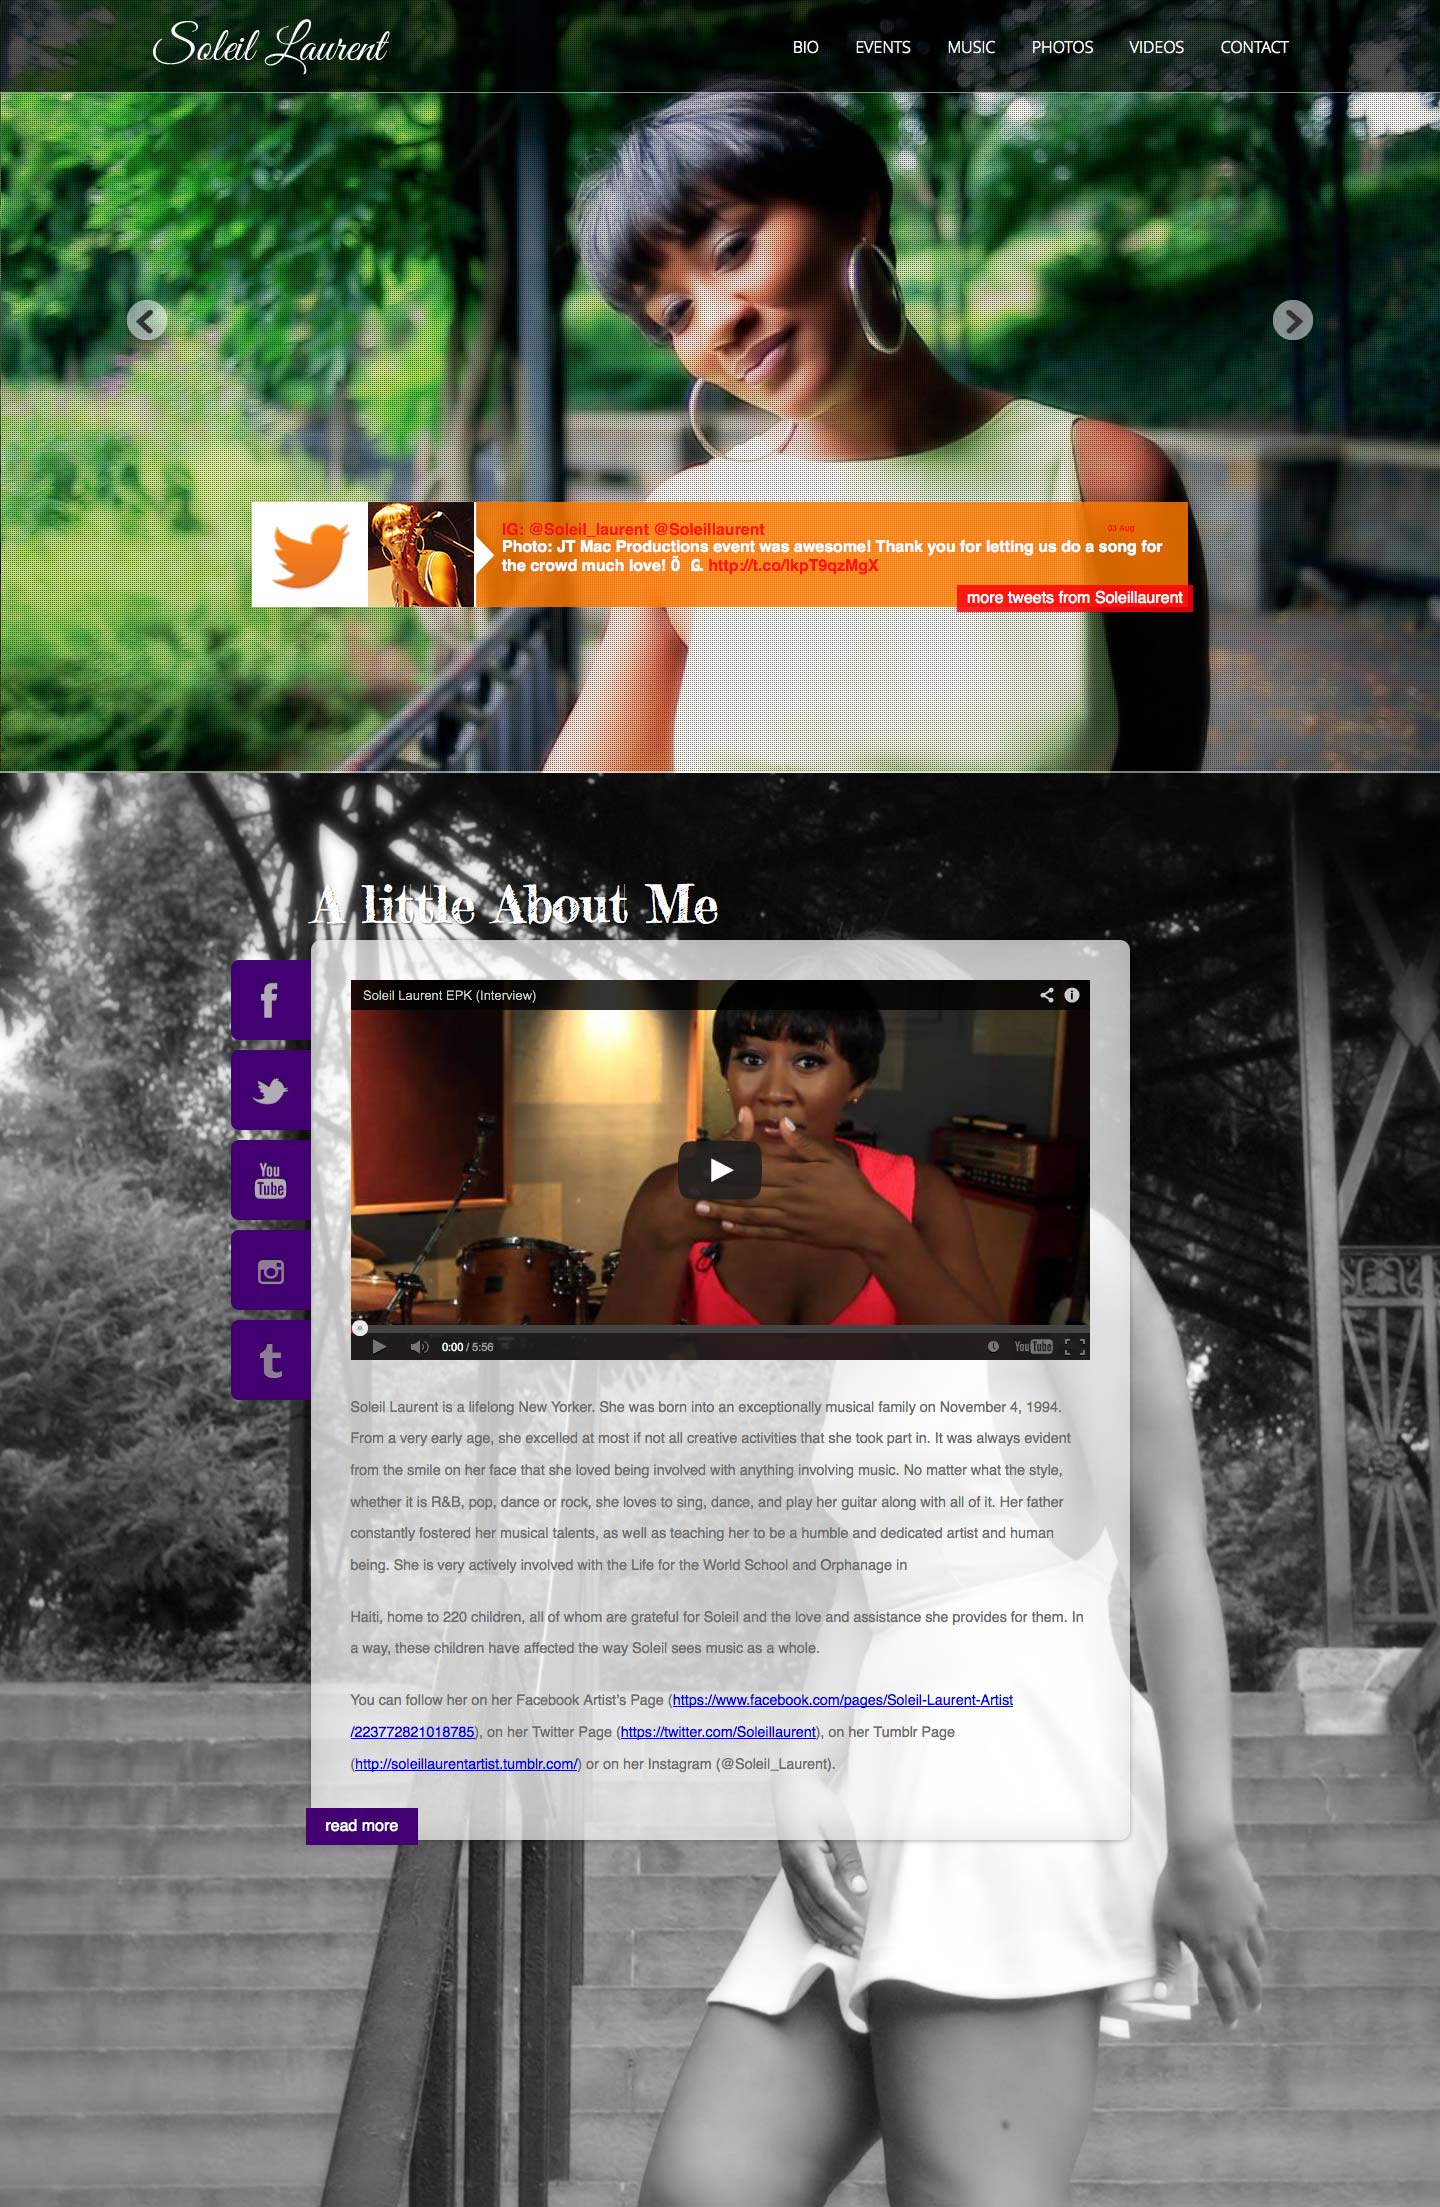 Soleil Laurent
BIO EVENTS MUSIC PHOTOS VIDEOS CONTACT
IG: @Soleil_laurent @Soleillaurent
03 Aug
Photo: JT Mac Productions event was awesome! Thank you for letting us do a song for
the crowd much love! Õ G. http://t.co/lkpT9qzMgX
more tweets from Soleillaurent
A little About Me
f
You
Tube
t
Soleil Laurent EPK (Interview)
0:00 / 5:56
YouTube
Soleil Laurent is a lifelong New Yorker. She was born into an exceptionally musical family on November 4, 1994.
From a very early age, she excelled at most if not all creative activities that she took part in. It was always evident
from the smile on her face that she loved being involved with anything involving music. No matter what the style,
whether it is R&B, pop, dance or rock, she loves to sing, dance, and play her guitar along with all of it. Her father
constantly fostered her musical talents, as well as teaching her to be a humble and dedicated artist and human
being. She is very actively involved with the Life for the World School and Orphanage in
Haiti, home to 220 children, all of whom are grateful for Soleil and the love and assistance she provides for them. In
a way, these children have affected the way Soleil sees music as a whole.
You can follow her on her Facebook Artist's Page (https://www.facebook.com/pages/Soleil-Laurent-Artist
/223772821018785), on her Twitter Page (https://twitter.com/Soleillaurent), on her Tumblr Page
(http://soleillaurentartist.tumblr.com/) or on her Instagram (@Soleil_Laurent).
read more